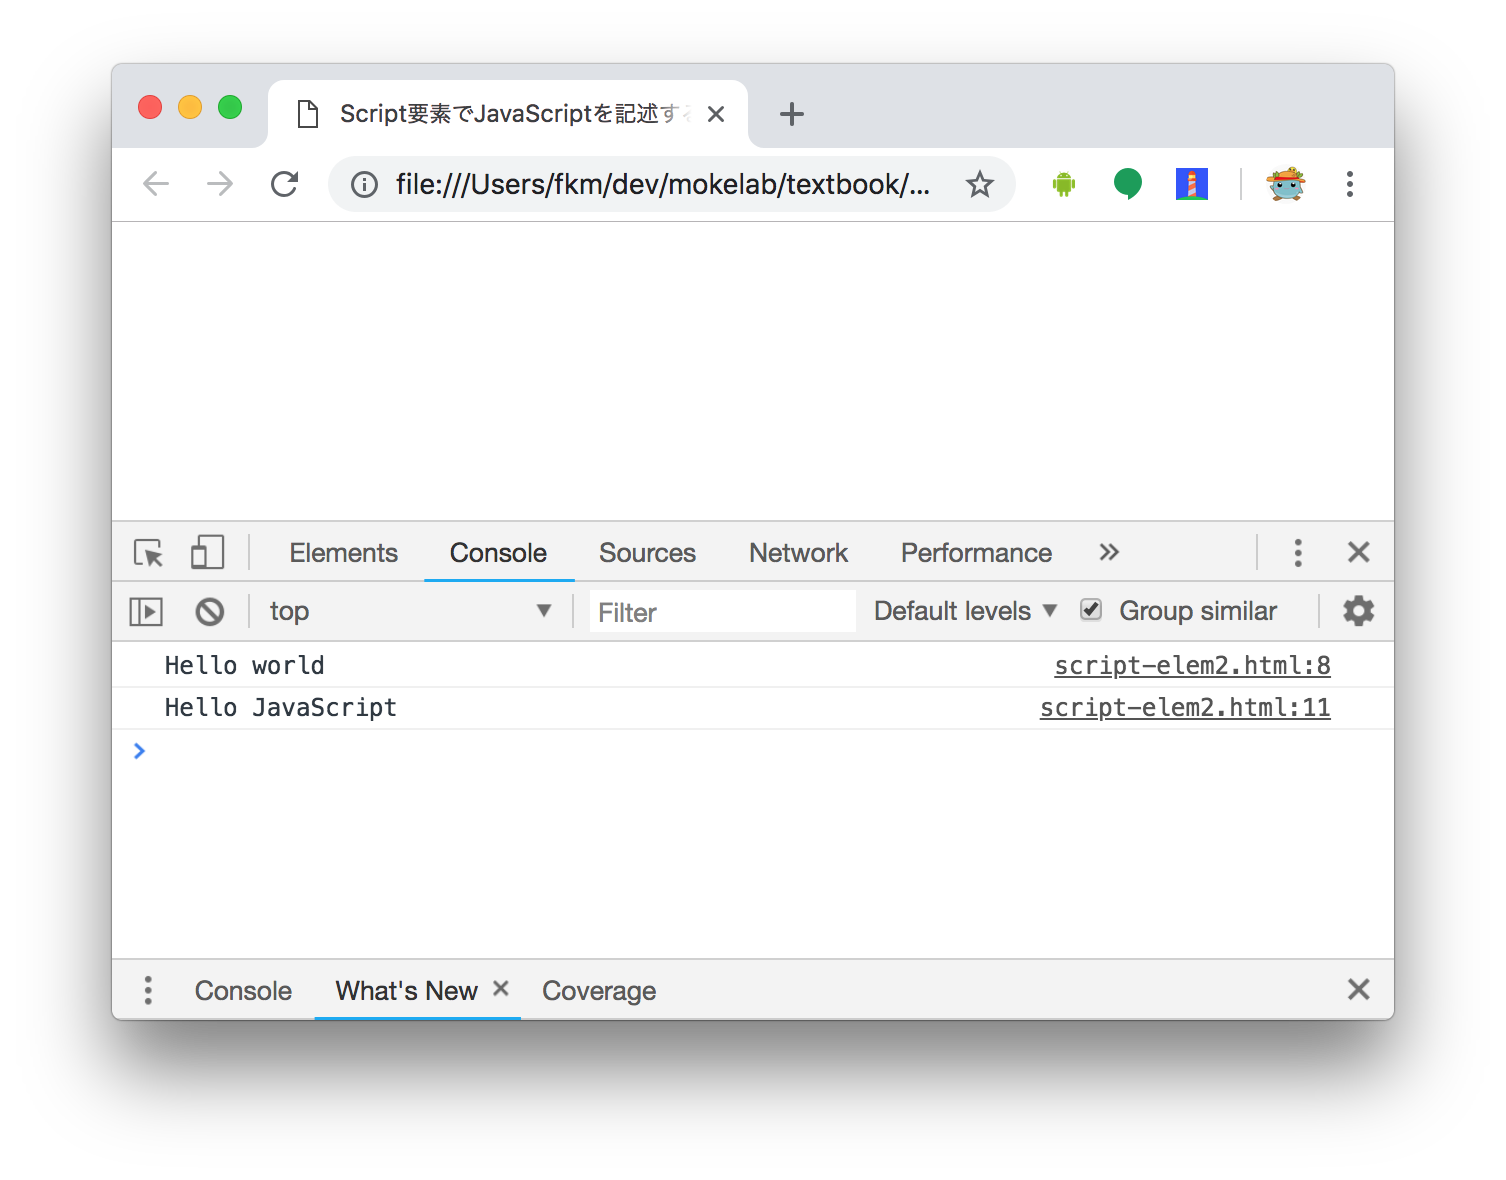 Script要素でJavaScriptを記述す
file:///Users/fkm/dev/mokelab/textbook/...
Elements Console Sources Network Performance
top Filter Default levels Group similar
Hello world script-elem2.html:8
Hello JavaScript script-elem2.html:11
Console What's New Coverage